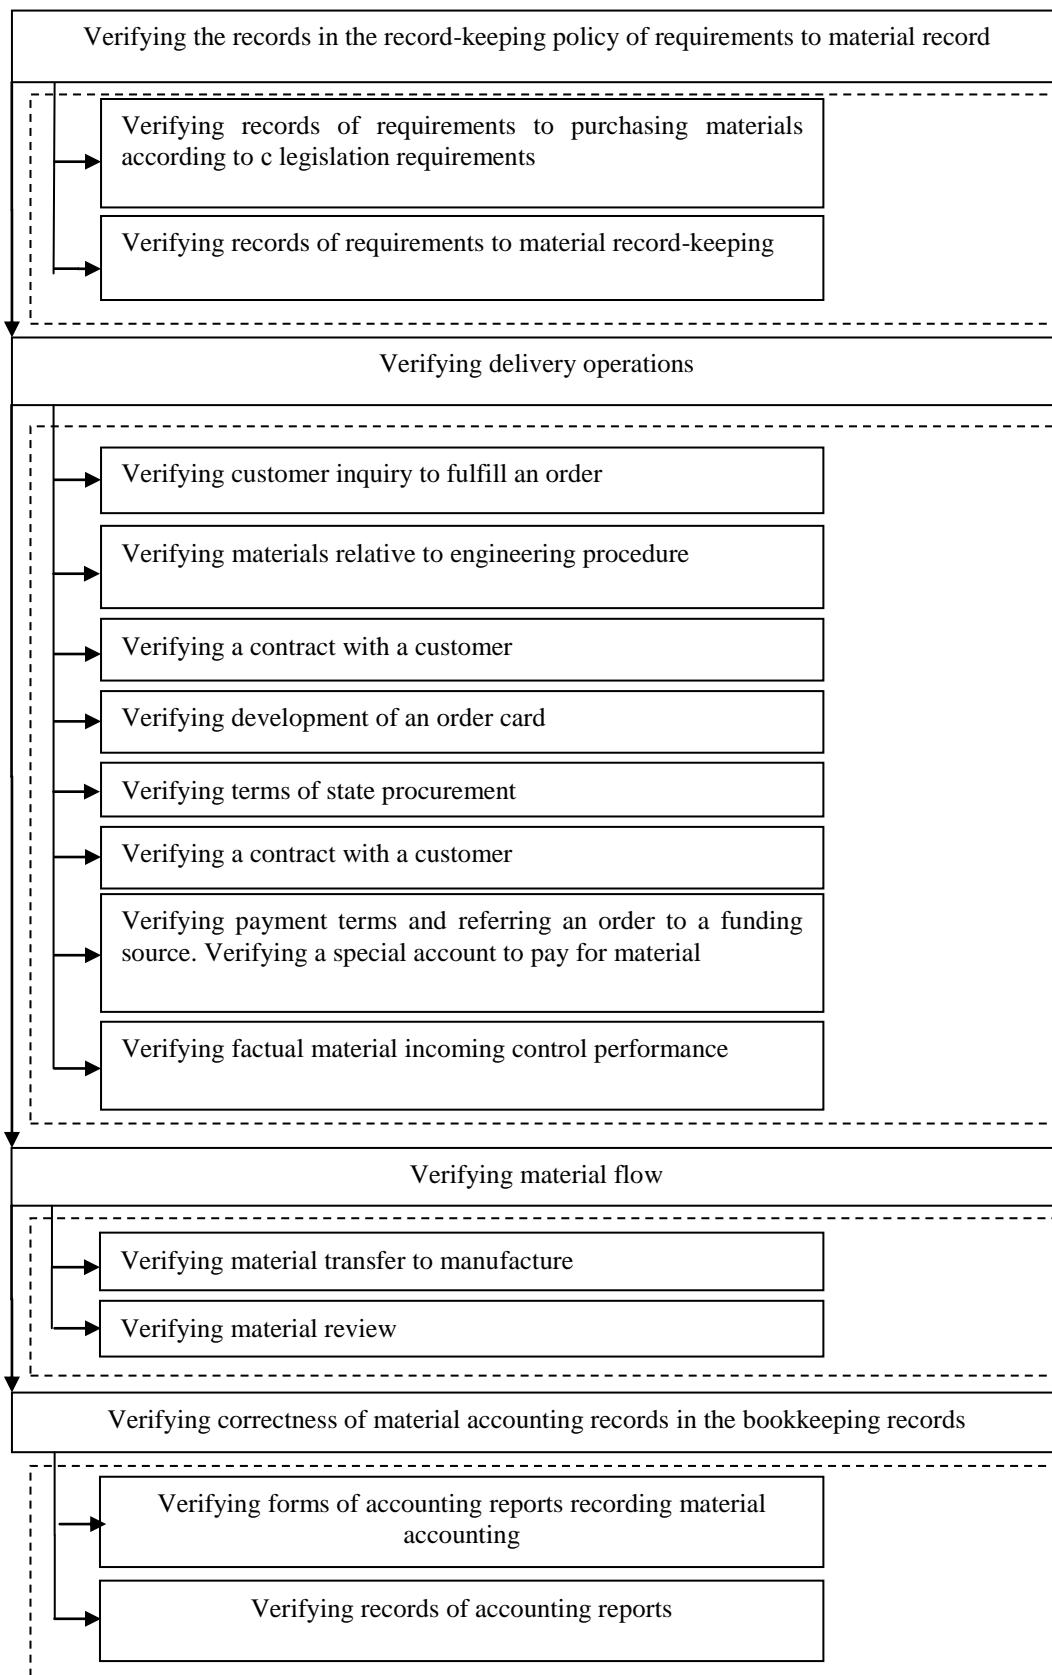 Verifying the records in the record-keeping policy of requirements to material record
Verifying records of requirements to purchasing materials
according to c legislation requirements
Verifying records of requirements to material record-keeping
Verifying delivery operations
Verifying customer inquiry to fulfill an order
Verifying materials relative to engineering procedure
Verifying a contract with a customer
Verifying development of an order card
Verifying terms of state procurement
Verifying a contract with a customer
Verifying payment terms and referring an order to a funding
source. Verifying a special account to pay for material
Verifying factual material incoming control performance
Verifying material flow
Verifying material transfer to manufacture
Verifying material review
Verifying correctness of material accounting records in the bookkeeping records
Verifying forms of accounting reports recording material
accounting
Verifying records of accounting reports